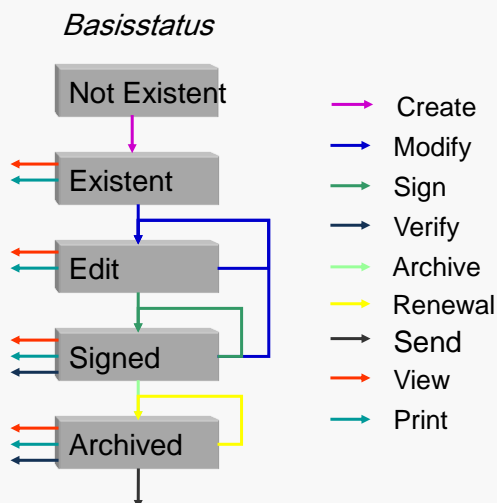 Basisstatus
Not Existent
Existent
Edit
Signed
Archived
Create
Modify
Sign
Verify
Archive
Renewal
Send
View
Print